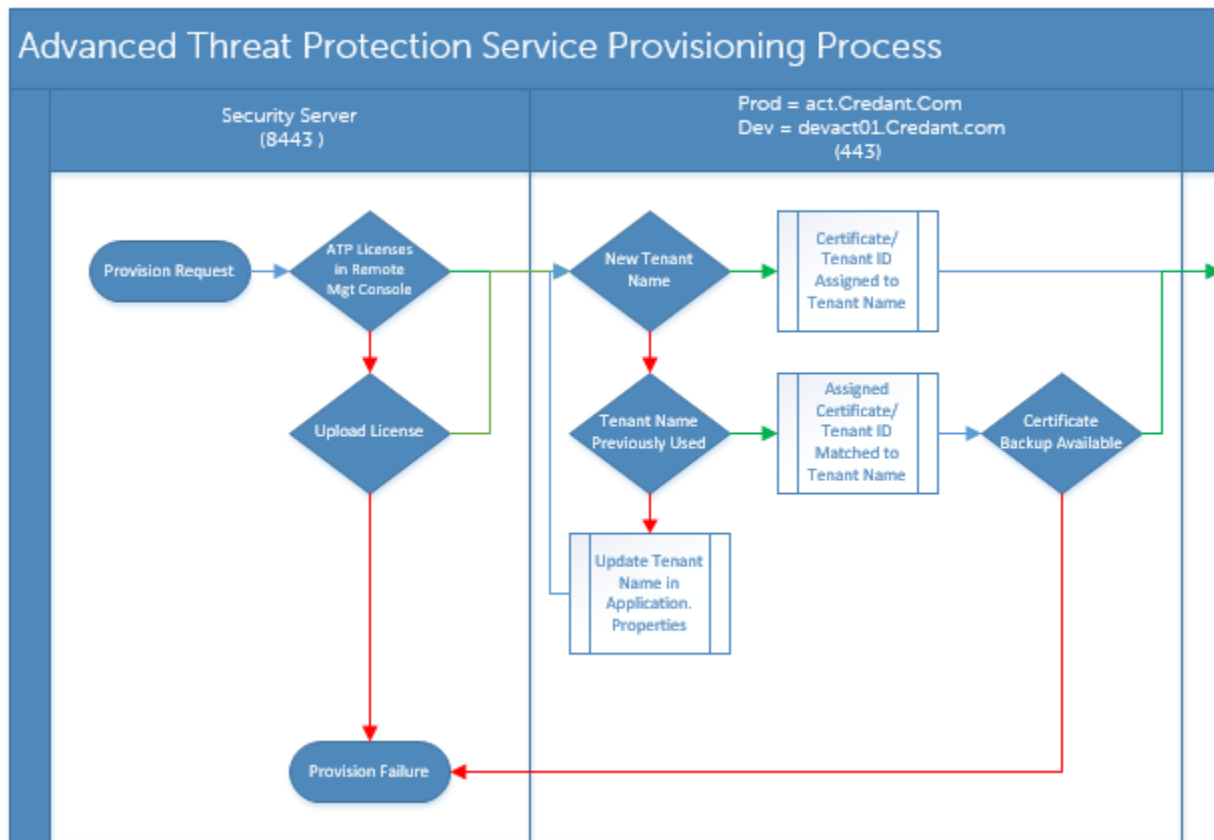 Advanced Threat Protection Service Provisioning Process
Security Server
(8443 )
Prod = act.Credant.Com
Dev = devact01.Credant.com
(443)
Provision Request
ATP Licenses
in Remote
Mgt Console
New Tenant
Name
Certificate/
Tenant ID
Assigned to
Tenant Name
Upload License
Tenant Name
Previously Used
Assigned
Certificate/
Tenant ID
Matched to
Tenant Name
Certificate
Backup Available
Update Tenant
Name in
Application.
Properties
Provision Failure